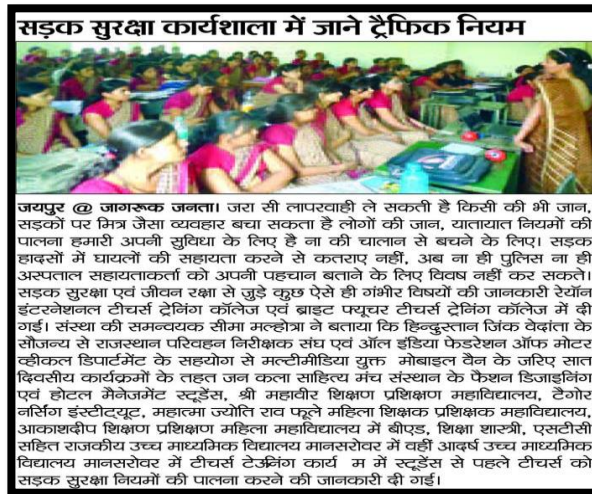 सड़क सुरक्षा कार्यशाला में जाने ट्रैफिक नियम
जयपुर @ जागरूक जनता। जरा सी लापरवाही ले सकती है किसी की भी जान,
सड़कों पर मित्र जैसा व्यवहार बचा सकता है लोगों की जान, यातायात नियमों की
पालना हमारी अपनी सुविधा के लिए है ना की चालान से बचने के लिए। सड़क
हादसों में घायलों की सहायता करने से कतराए नहीं, अब ना ही पुलिस ना ही
अस्पताल सहायताकर्ता को अपनी पहचान बताने के लिए विवष नहीं कर सकते।
सड़क सुरक्षा एवं जीवन रक्षा से जुड़े कुछ ऐसे ही गंभीर विषयों की जानकारी रेयॉन
इंटरनेशनल टीचर्स ट्रेनिंग कॉलेज एवं ब्राइट फ्यूचर टीचर्स ट्रेनिंग कॉलेज में दी
गई। संस्था की समन्वयक सीमा मल्होत्रा ने बताया कि हिन्दुस्तान जिंक वेदांता के
सौजन्य से राजस्थान परिवहन निरीक्षक संघ एवं ऑल इंडिया फेडरेशन ऑफ मोटर
व्हीकल डिपार्टमेंट के सहयोग से मल्टीमीडिया युक्त मोबाइल वैन के जरिए सात
दिवसीय कार्यक्रमों के तहत जन कला साहित्य मंच संस्थान के फैशन डिजाइनिंग
एवं होटल मैनेजमेंट स्टूडेंस, श्री महावीर शिक्षण प्रशिक्षण महाविद्यालय, टैगोर
नर्सिंग इंस्टीट्यूट, महात्मा ज्योति राव फूले महिला शिक्षक प्रशिक्षक महाविद्यालय,
आकाशदीप शिक्षण प्रशिक्षण महिला महाविद्यालय में बीएड, शिक्षा शास्त्री, एसटीसी
सहित राजकीय उच्च माध्यमिक विद्यालय मानसरोवर में वहीं आदर्ष उच्च माध्यमिक
विद्यालय मानसरोवर में टीचर्स टेऊनिंग कार्य म में स्टूडेंस से पहले टीचर्स को
सड़क सुरक्षा नियमों की पालना करने की जानकारी दी गई।